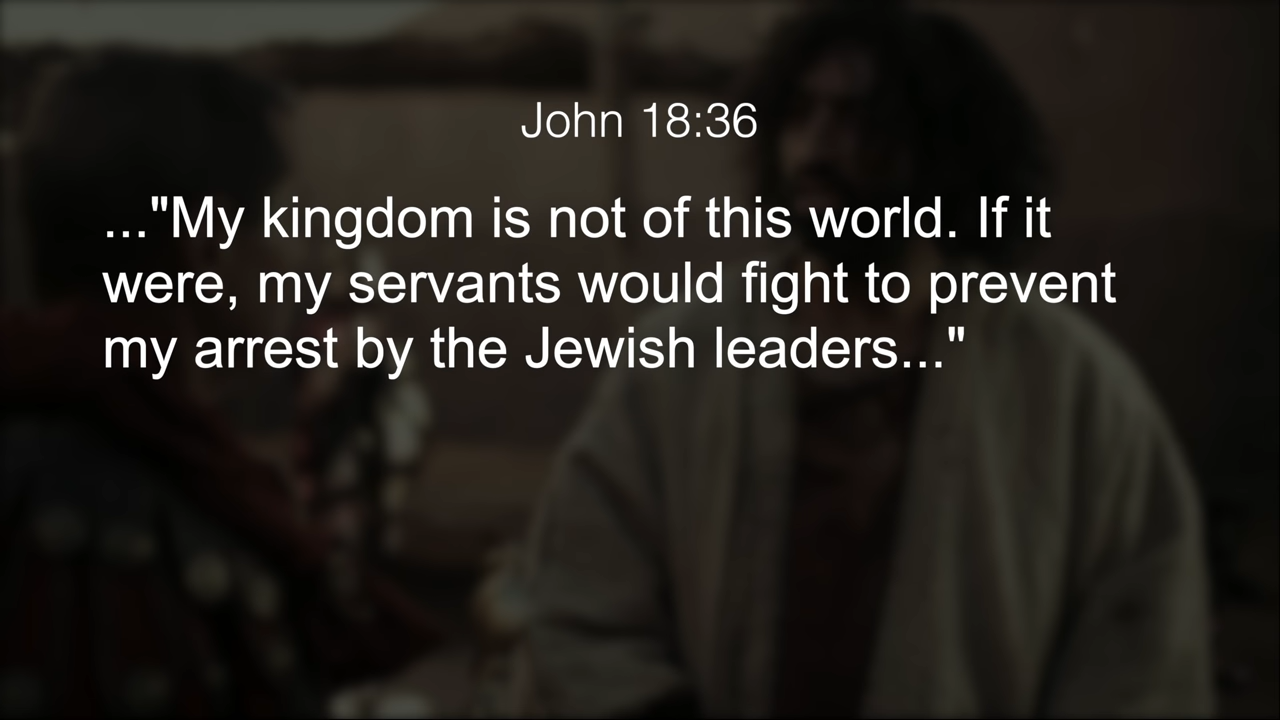 John 18:36
..."My kingdom is not of this world. If it
were, my servants would fight to prevent
my arrest by the Jewish leaders..."